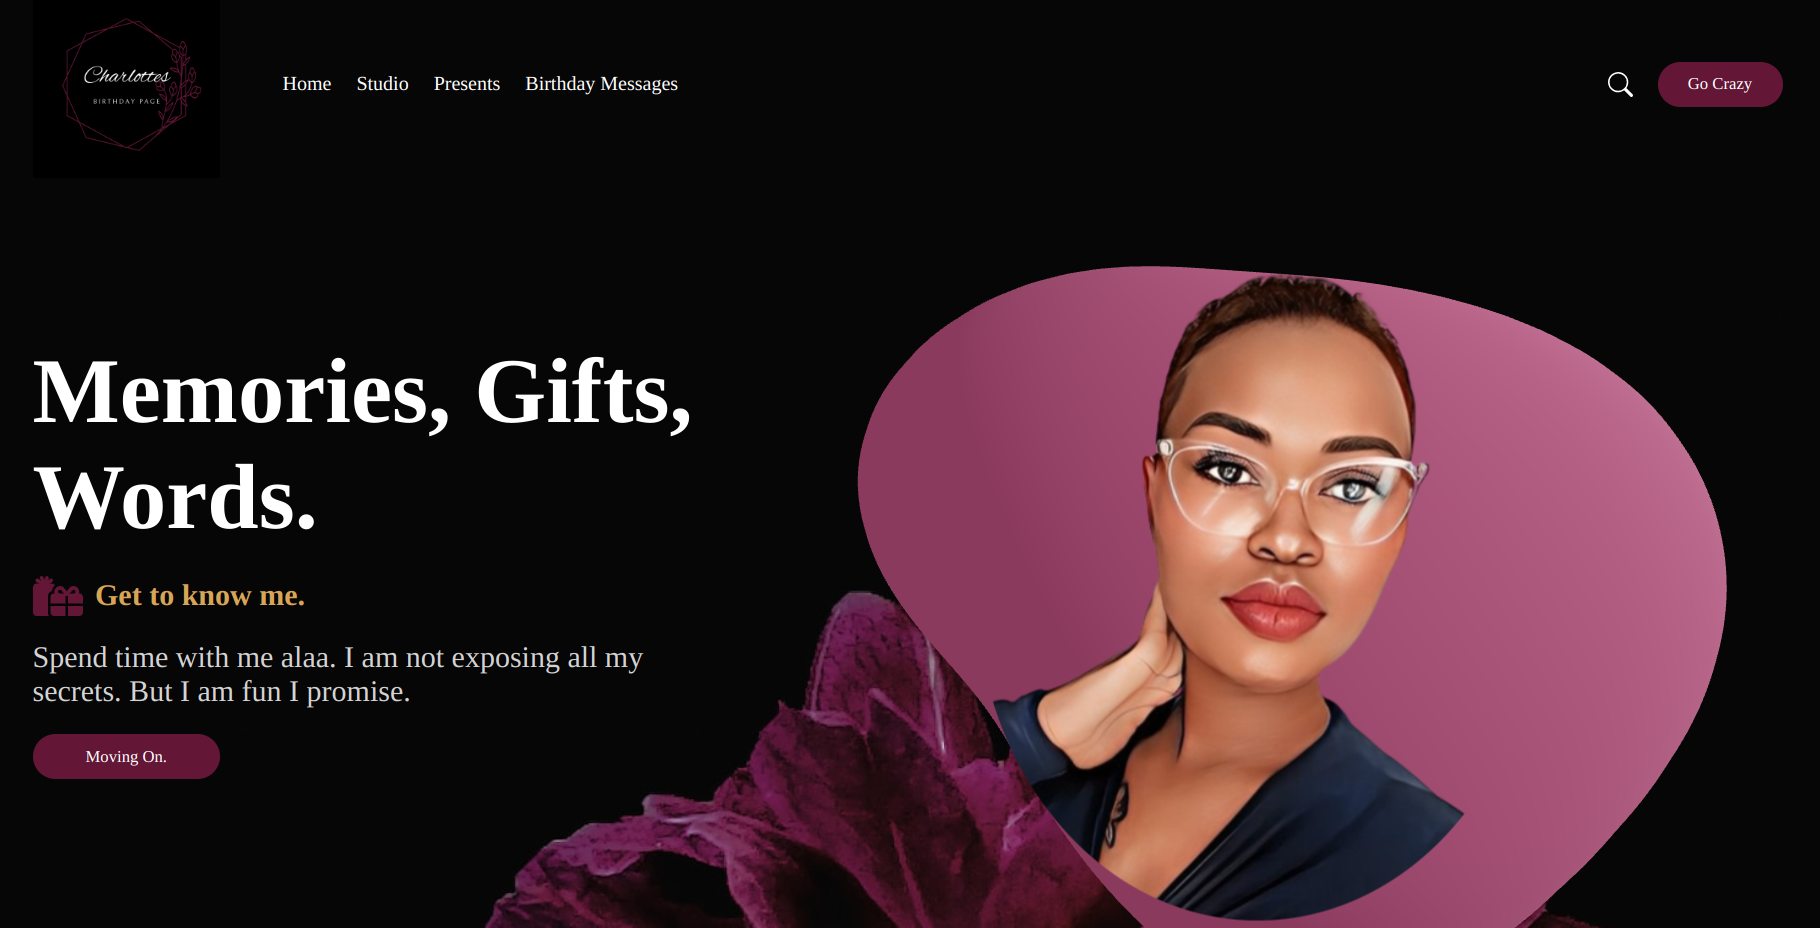 Charlottes
BIRTHDAY PAGE
Home Studio Presents Birthday Messages
Go Crazy
Memories, Gifts,
Words.
Get to know me.
Spend time with me alaa. I am not exposing all my
secrets. But I am fun I promise.
Moving On.